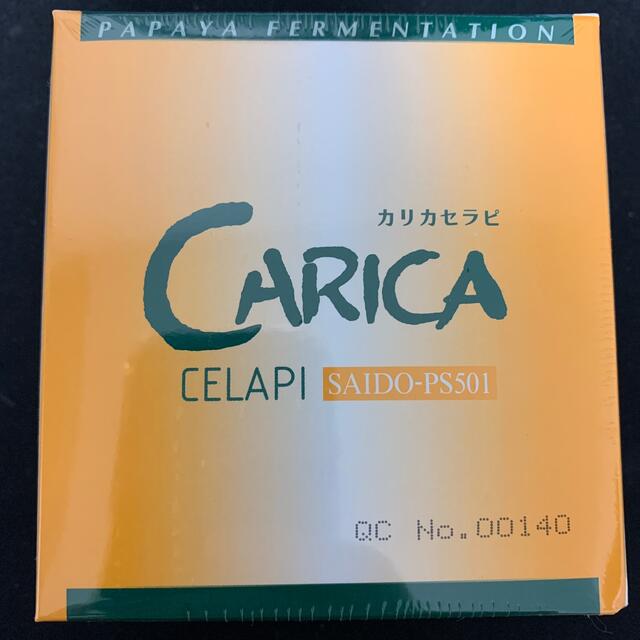 PAPAYA FERMENTATION
カリカセラピ
CARICA
CELAPI SAIDO-PS501
QC No.00140